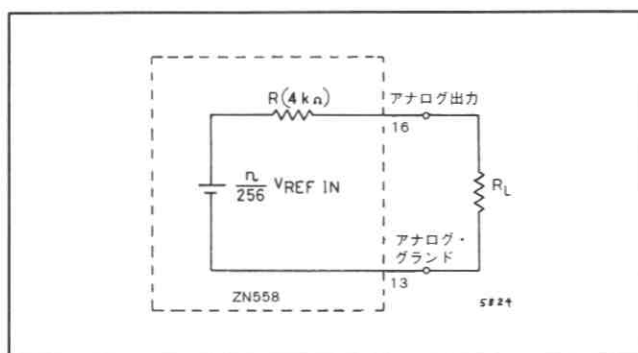 R(4kΩ)
アナログ出力
16
n/256 VREF IN
RL
アナログ・
グランド
13
ZN558
5824